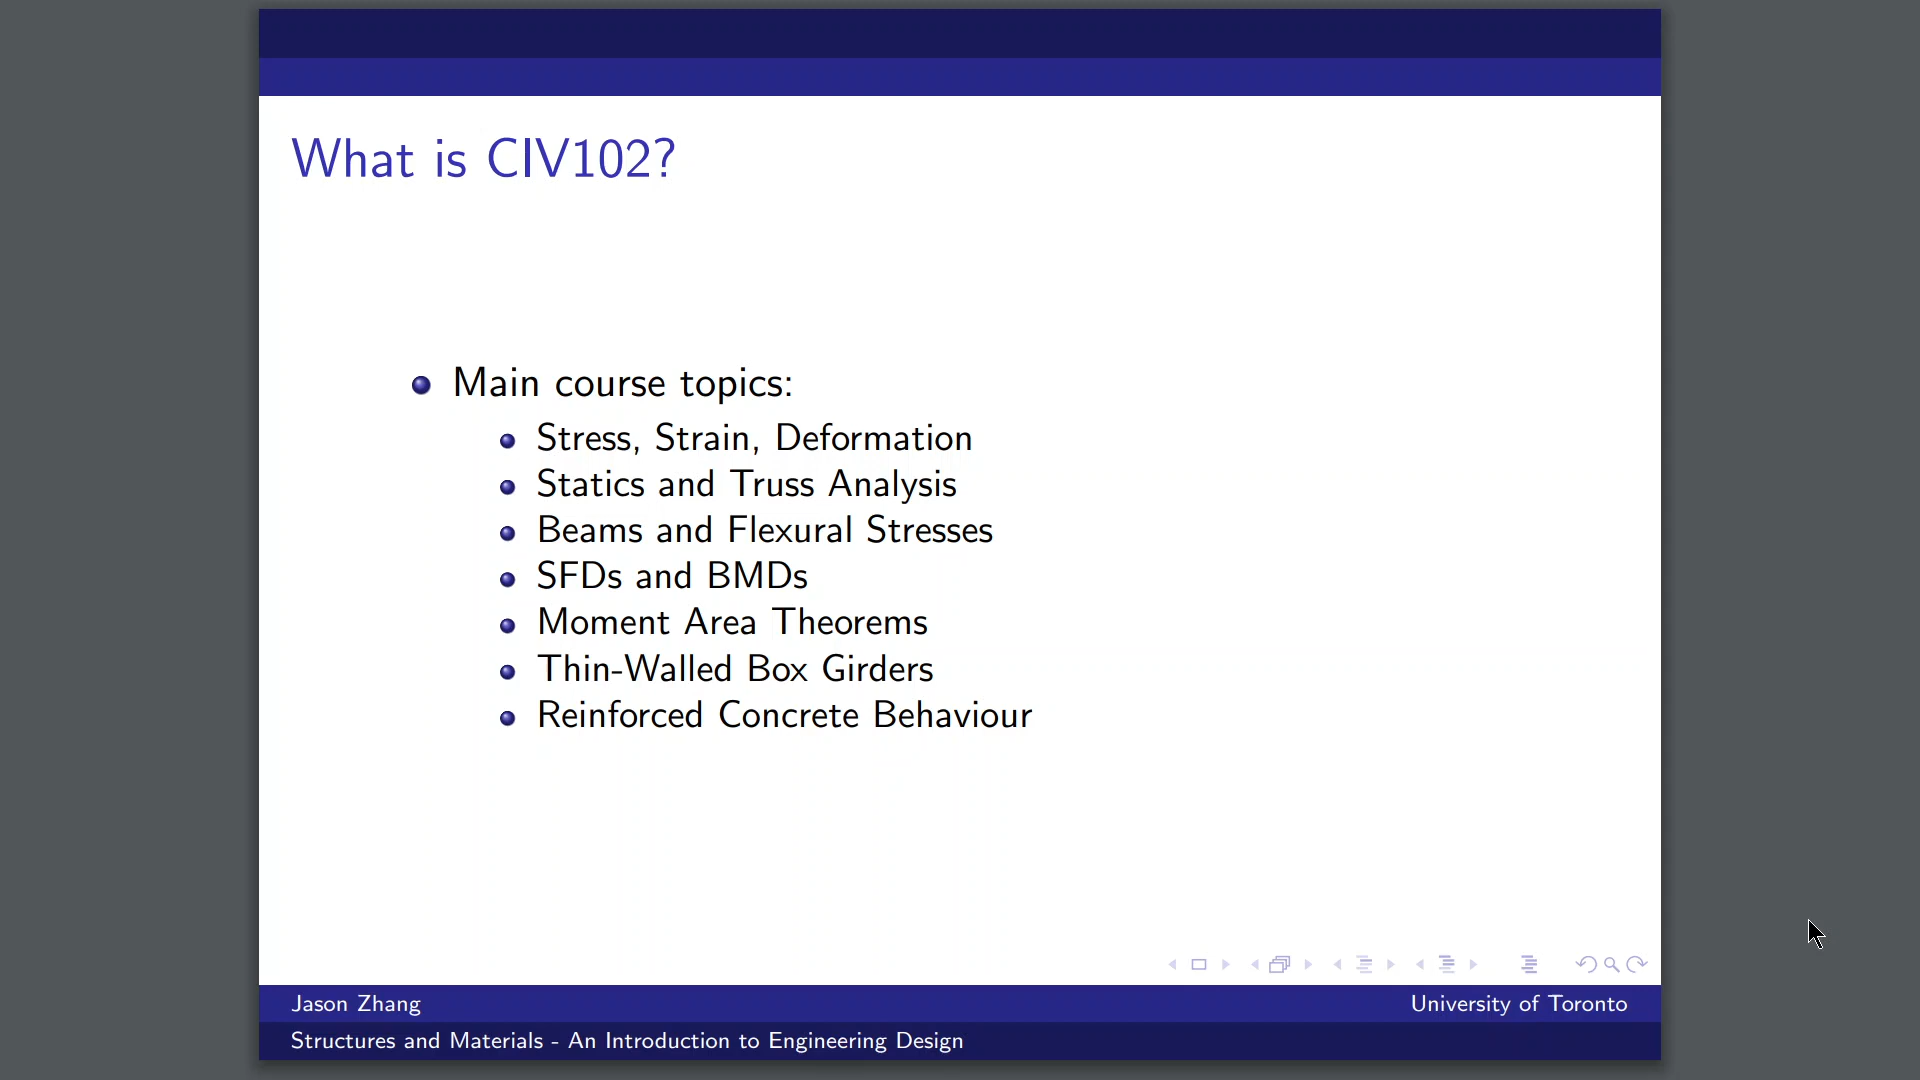 What is CIV102?
Main course topics:
Stress, Strain, Deformation
Statics and Truss Analysis
Beams and Flexural Stresses
SFDs and BMDs
Moment Area Theorems
Thin-Walled Box Girders
Reinforced Concrete Behaviour
Jason Zhang
University of Toronto
Structures and Materials - An Introduction to Engineering Design